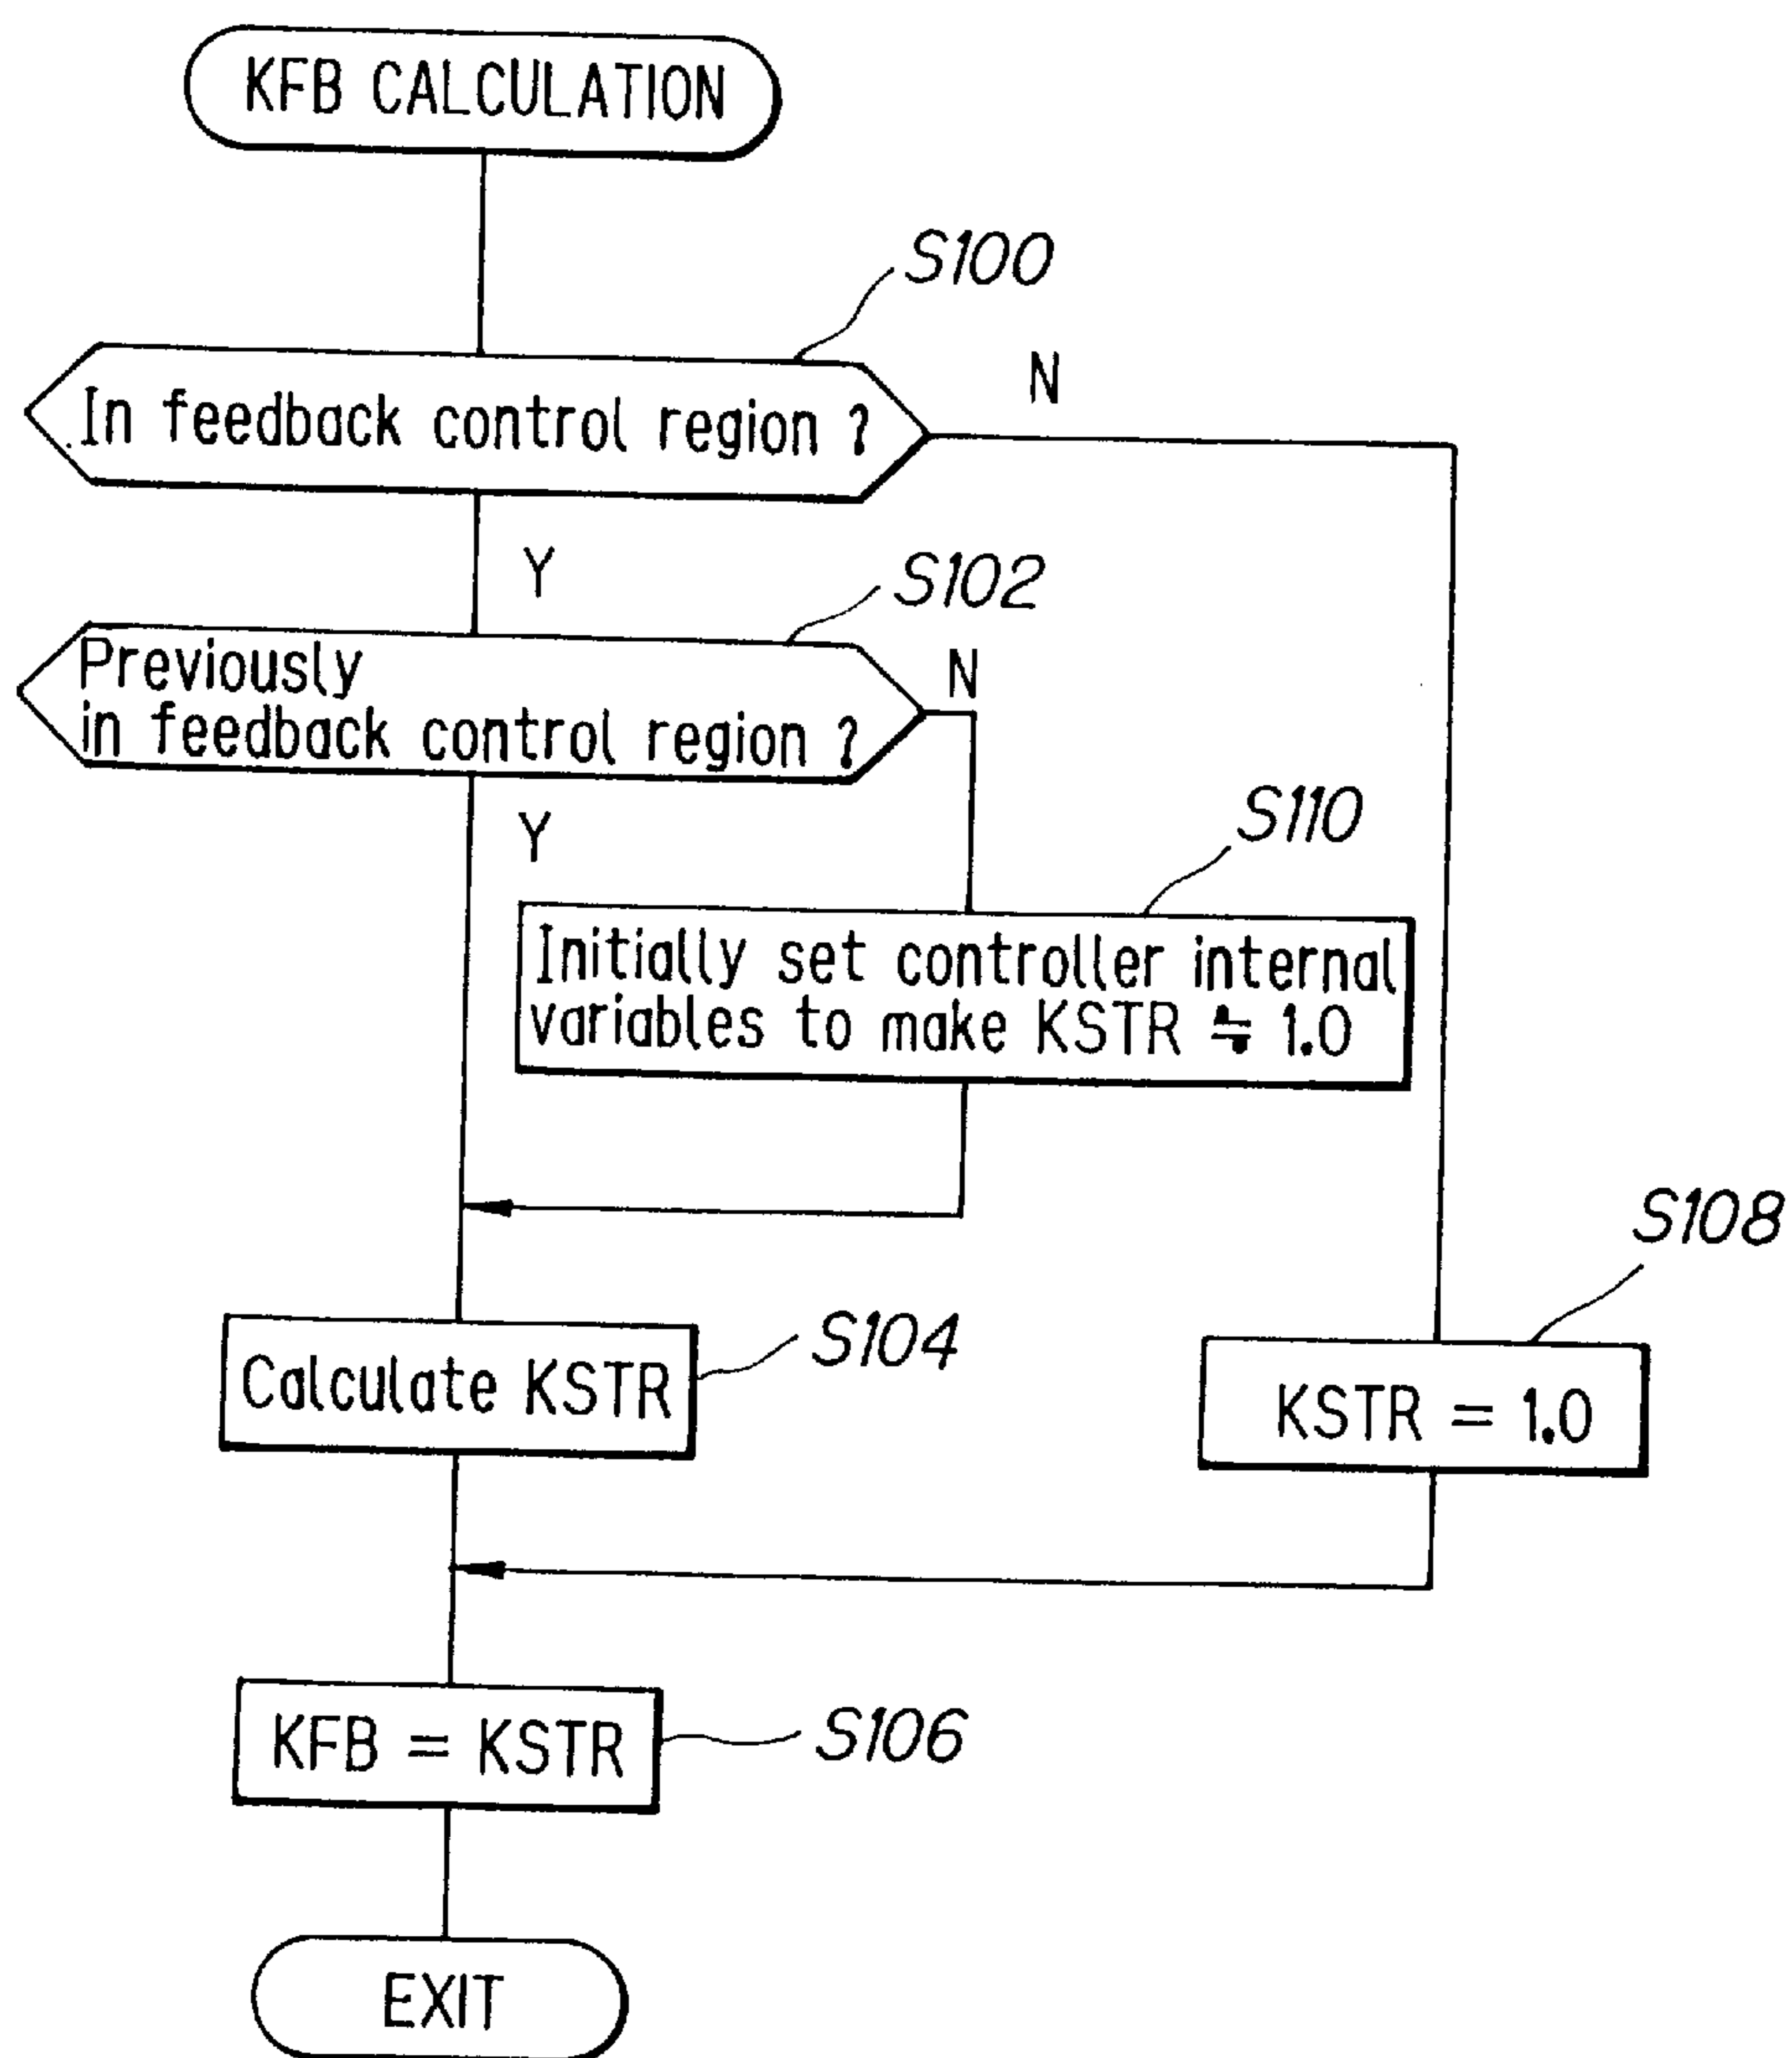 KFB CALCULATION
S100
In feedback control region ?
N
Y
S102
Previously
in feedback control region ?
N
Y
S110
Initially set controller internal
variables to make KSTR ≒ 1.0
S108
S104
Calculate KSTR
KSTR = 1.0
KFB = KSTR
S106
EXIT